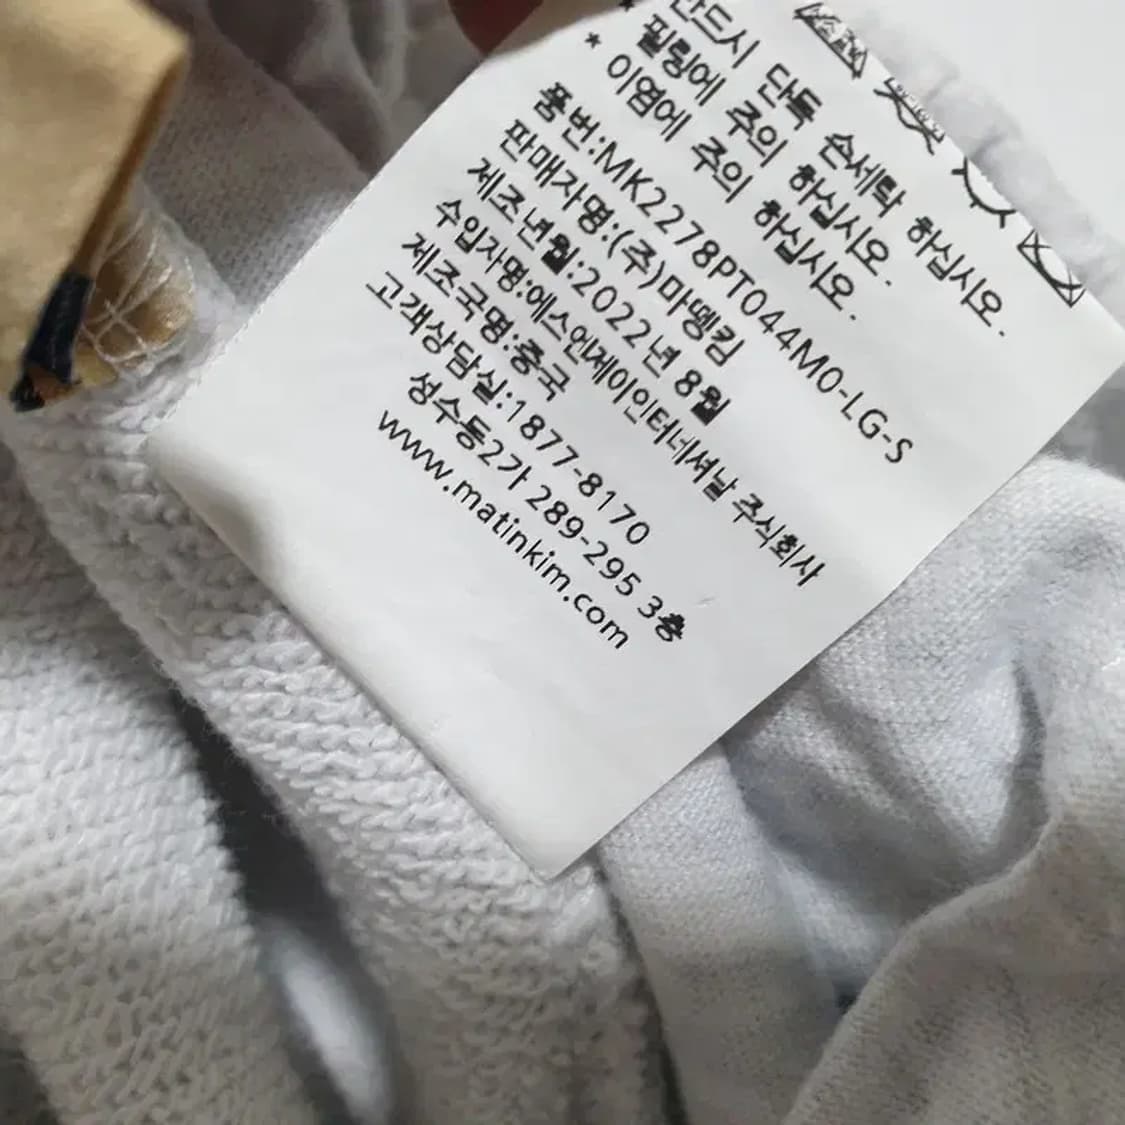 반드시 단독 손세탁 하십시오.
필링에 주의 하십시오.
* 이염에 주의 하십시오.
품번:MK2278PT044M0-LG-S
판매자명:(주)마뗑킴
제조년월:2022년 8월
수입자명:에스엔제이인터네셔날 주식회사
제조국명:중국
고객상담실:1877-8170
성수동2가 289-295 3층
www.matinkim.com